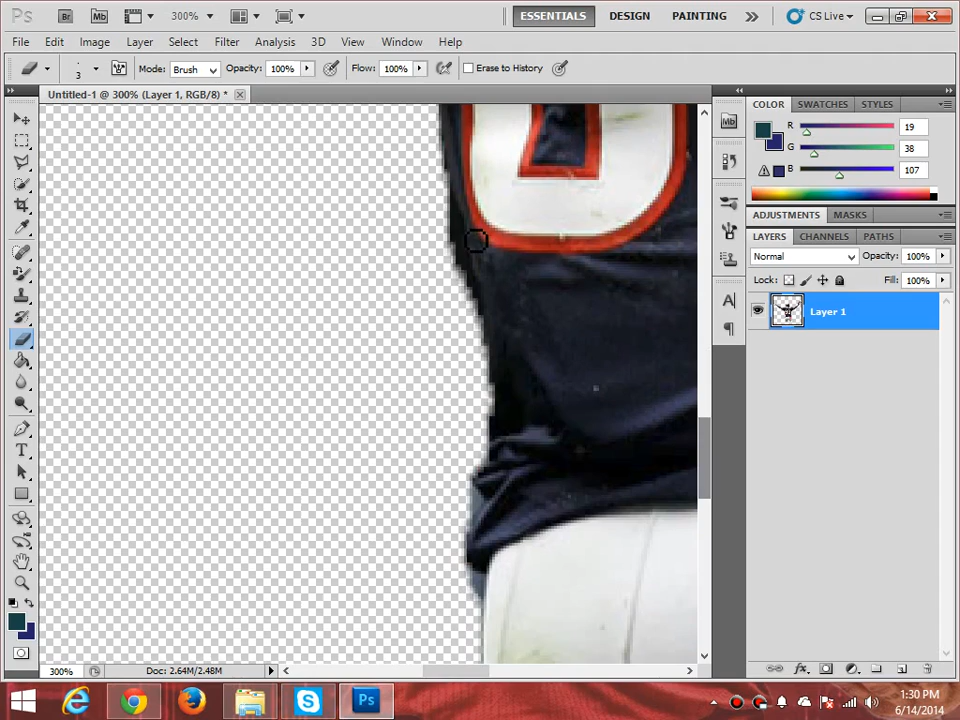 Ps Br Mb 300% ESSENTIALS DESIGN PAINTING CS Live
File Edit Image Layer Select Filter Analysis 3D View Window Help
3 Mode: Brush Opacity: 100% Flow: 100% Erase to History
Untitled-1 @ 300% (Layer 1, RGB/8) *
COLOR SWATCHES STYLES
R 19
G 38
B 107
ADJUSTMENTS MASKS
LAYERS CHANNELS PATHS
Normal Opacity: 100%
Lock: Fill: 100%
Layer 1
Mb
A
T
300% Doc: 2.64M/2.48M
Ps
1:30 PM
6/14/2014